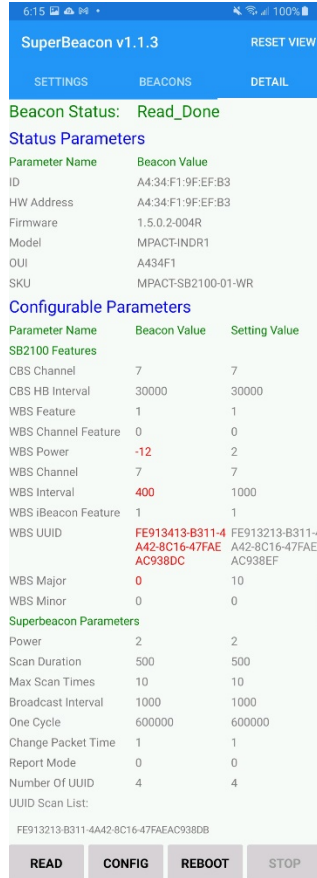 6:15 100%
SuperBeacon v1.1.3 RESET VIEW
SETTINGS BEACONS DETAIL
Beacon Status: Read_Done
Status Parameters
Parameter Name Beacon Value
ID A4:34:F1:9F:EF:B3
HW Address A4:34:F1:9F:EF:B3
Firmware 1.5.0.2-004R
Model MPACT-INDR1
OUI A434F1
SKU MPACT-SB2100-01-WR
Configurable Parameters
Parameter Name Beacon Value Setting Value
SB2100 Features
CBS Channel 7 7
CBS HB Interval 30000 30000
WBS Feature 1 1
WBS Channel Feature 0 0
WBS Power -12 2
WBS Channel 7 7
WBS Interval 400 1000
WBS iBeacon Feature 1 1
WBS UUID FE913413-B311-4 FE913213-B311-4
A42-8C16-47FAE A42-8C16-47FAE
AC938DC AC938EF
WBS Major 0 10
WBS Minor 0 0
Superbeacon Parameters
Power 2 2
Scan Duration 500 500
Max Scan Times 10 10
Broadcast Interval 1000 1000
One Cycle 600000 600000
Change Packet Time 1 1
Report Mode 0 0
Number Of UUID 4 4
UUID Scan List:
FE913213-B311-4A42-8C16-47FAEAC938DB
READ CONFIG REBOOT STOP